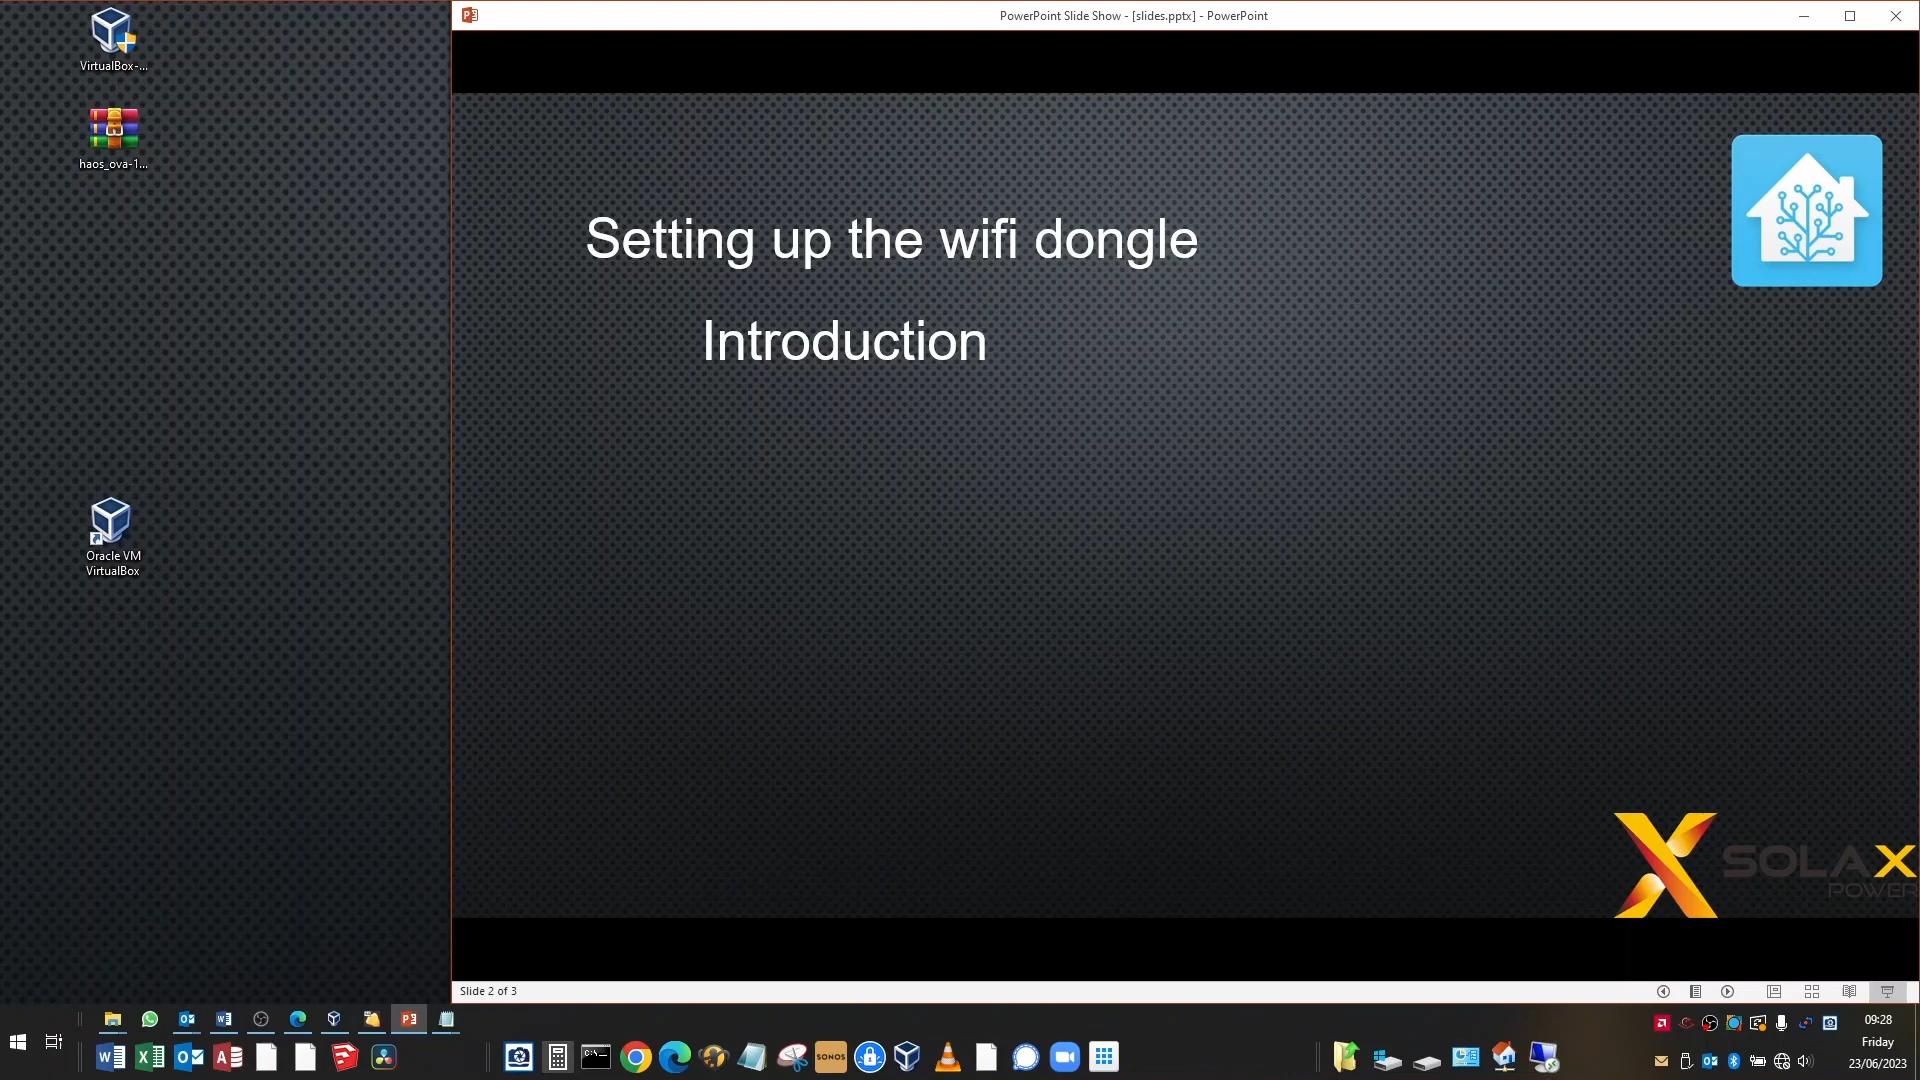 VirtualBox-...
haos_ova-1...
Oracle VM
VirtualBox
PowerPoint Slide Show - [slides.pptx] - PowerPoint
Setting up the wifi dongle
Introduction
SOLAX
POWER
Slide 2 of 3
SONOS
09:28
Friday
23/06/2023